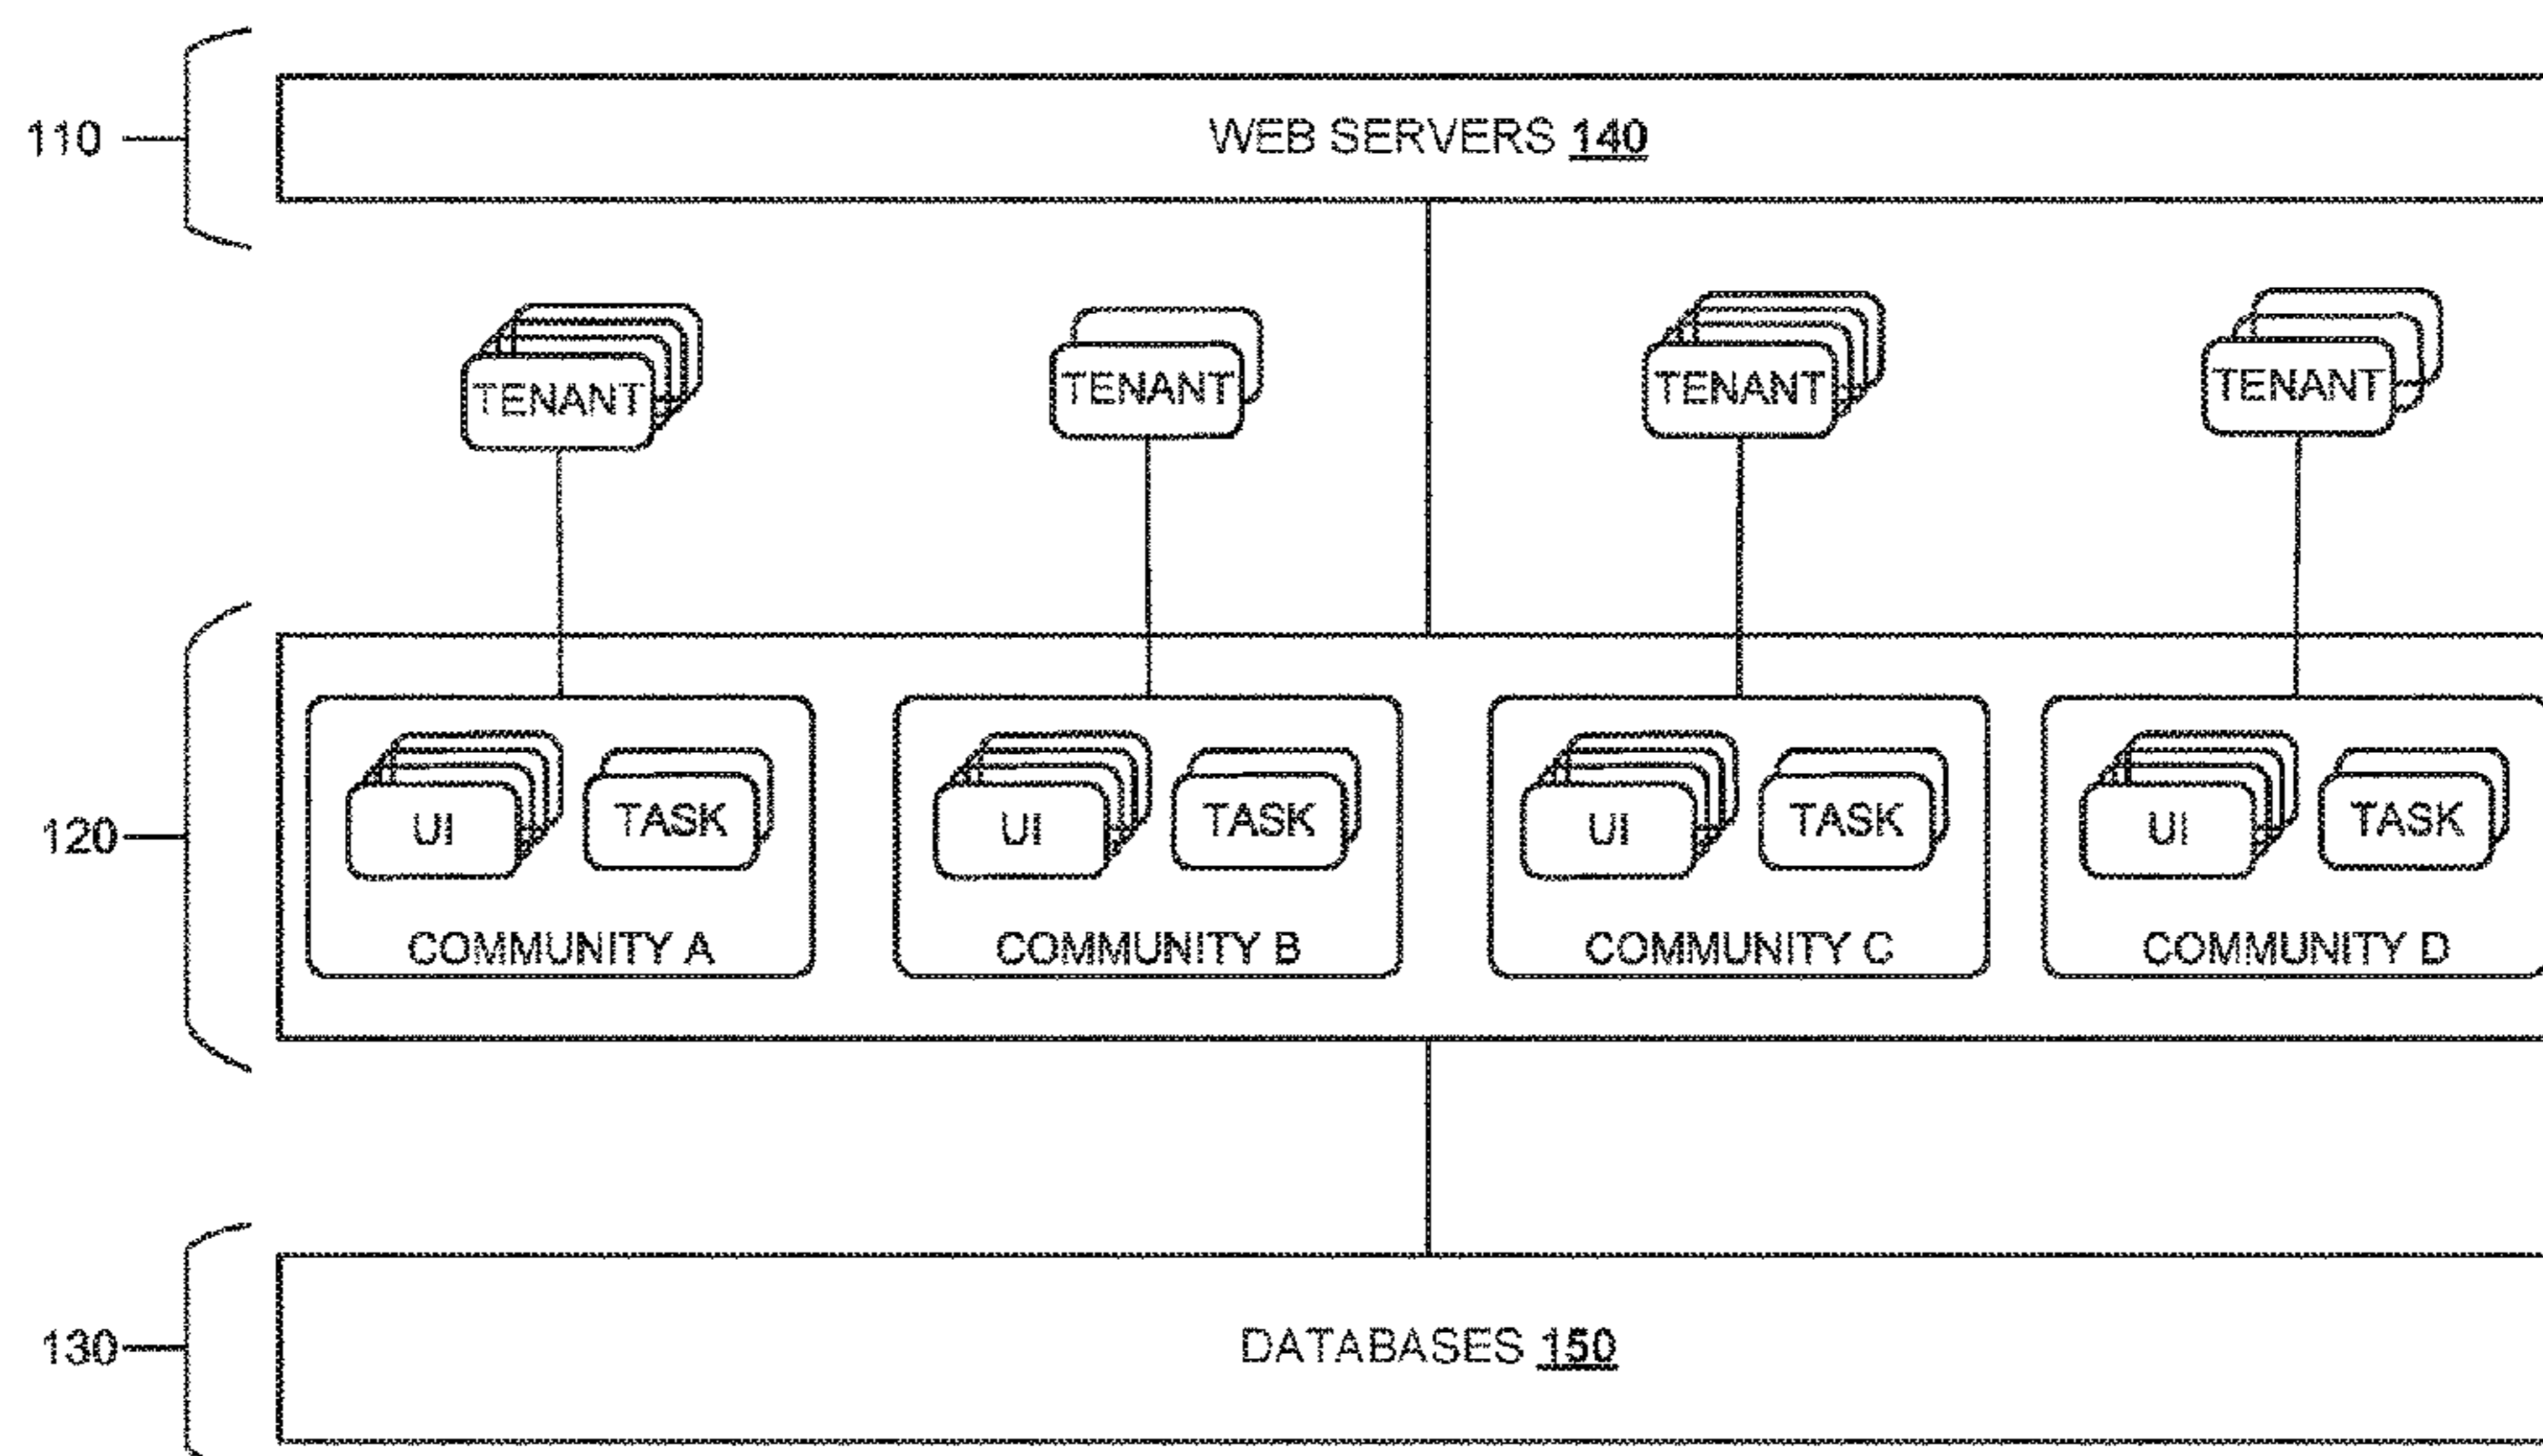 110
WEB SERVERS 140
TENANT TENANT TENANT TENANT
120
UI TASK UI TASK UI TASK UI TASK
COMMUNITY A COMMUNITY B COMMUNITY C COMMUNITY D
130
DATABASES 150